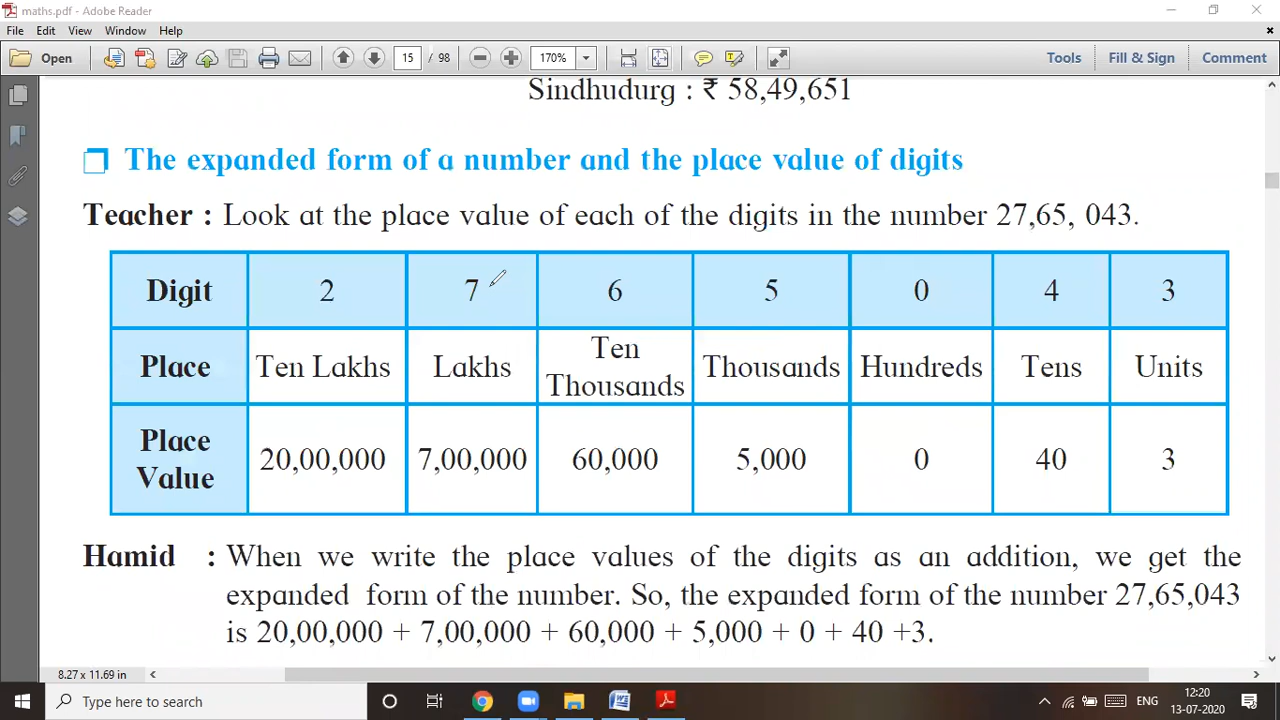 maths.pdf - Adobe Reader
File Edit View Window Help
Open 15 / 98 170% Tools Fill & Sign Comment
Sindhudurg : ₹ 58,49,651
The expanded form of a number and the place value of digits
Teacher : Look at the place value of each of the digits in the number 27,65, 043.
Digit 2 7 6 5 0 4 3
Place Ten Lakhs Lakhs Ten Thousands Thousands Hundreds Tens Units
Place Value 20,00,000 7,00,000 60,000 5,000 0 40 3
Hamid : When we write the place values of the digits as an addition, we get the
expanded form of the number. So, the expanded form of the number 27,65,043
is 20,00,000 + 7,00,000 + 60,000 + 5,000 + 0 + 40 +3.
8.27 x 11.69 in
Type here to search ENG 12:20
13-07-2020